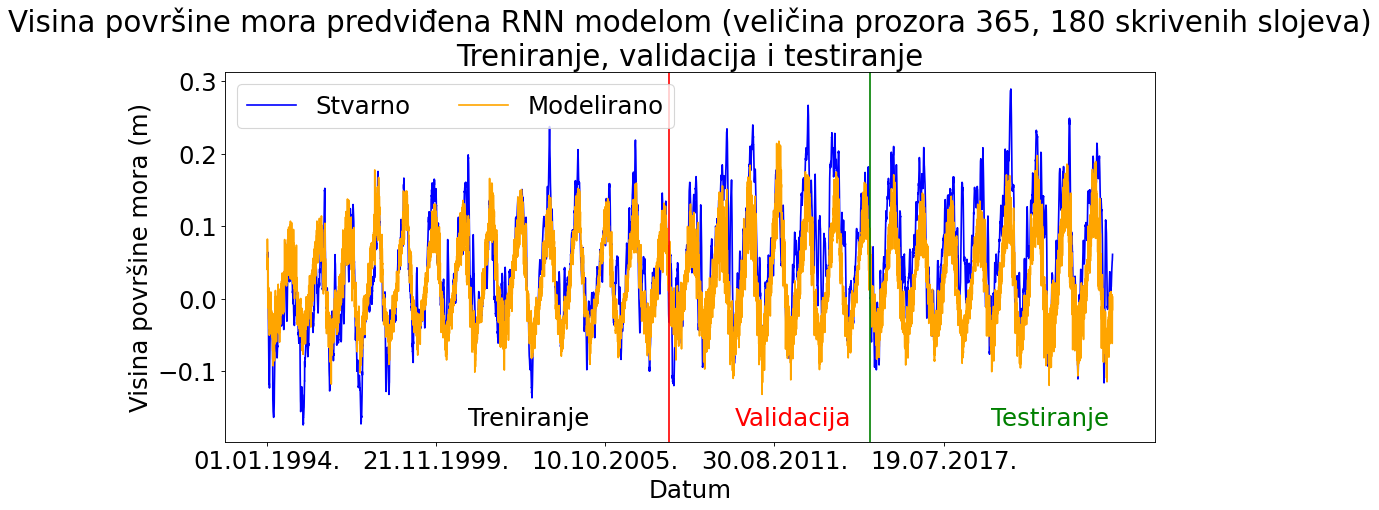 Visina površine mora predviđena RNN modelom (veličina prozora 365, 180 skrivenih slojeva)
Treniranje, validacija i testiranje
Stvarno
Modelirano
Visina površine mora (m)
0.3
0.2
0.1
0.0
−0.1
Treniranje
Validacija
Testiranje
01.01.1994.
21.11.1999.
10.10.2005.
30.08.2011.
19.07.2017.
Datum